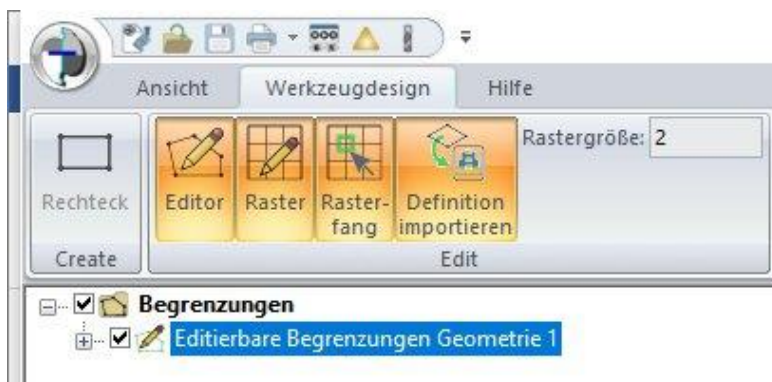 Ansicht Werkzeugdesign Hilfe
Rastergröße: 2
Rechteck Editor Raster Raster- Definition
fang importieren
Create Edit
Begrenzungen
Editierbare Begrenzungen Geometrie 1